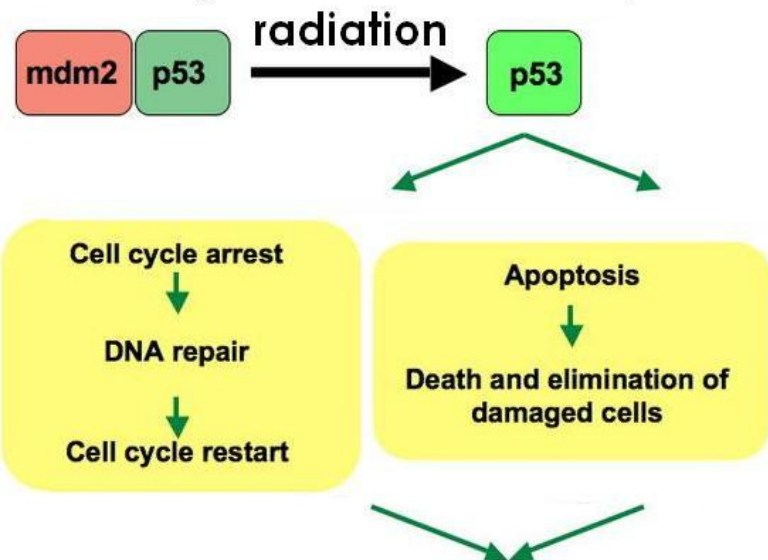 radiation
mdm2 p53 p53
Cell cycle arrest
DNA repair
Cell cycle restart
Apoptosis
Death and elimination of
damaged cells